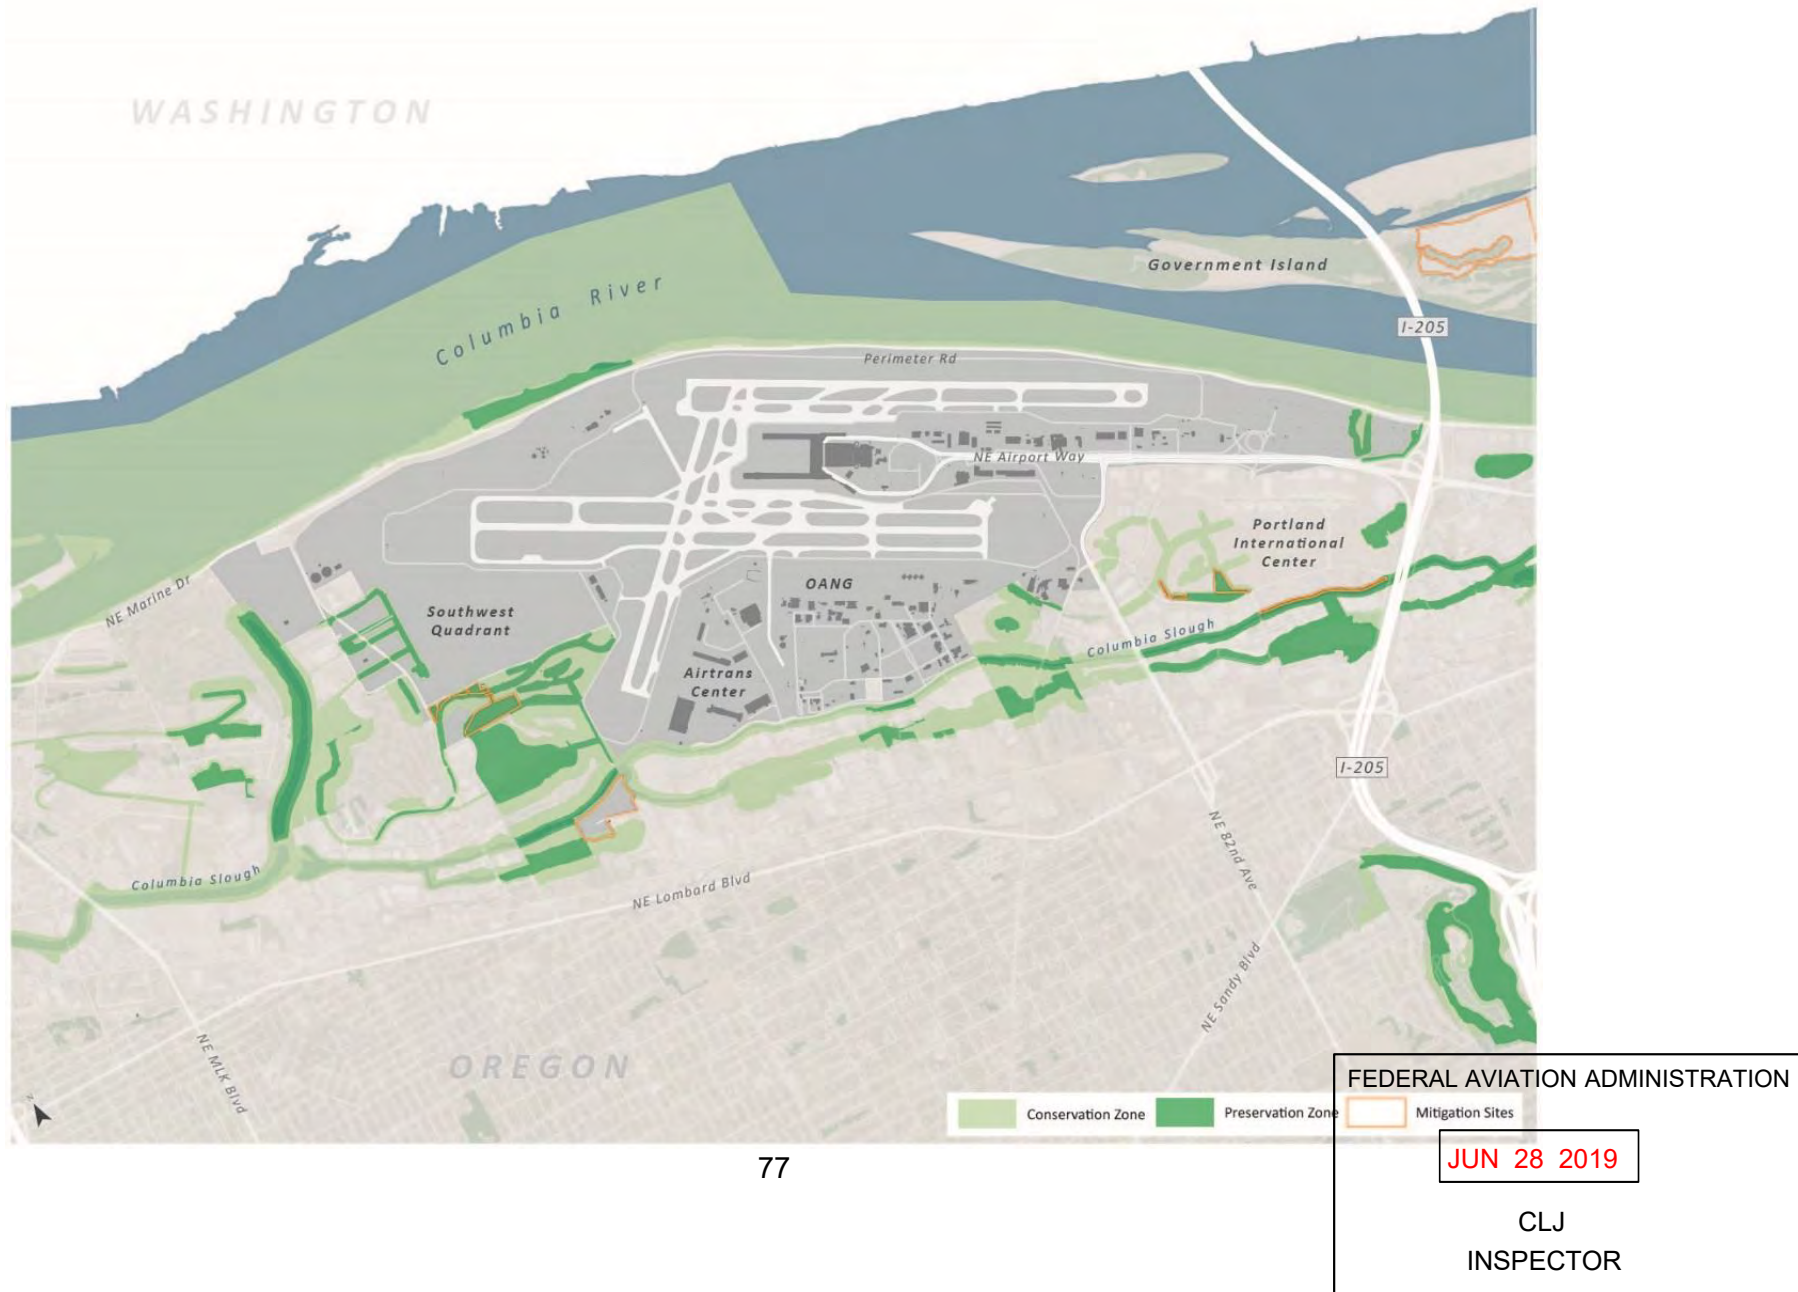 WASHINGTON
Columbia River
Government Island
I-205
Perimeter Rd
NE Airport Way
Portland
International
Center
NE Marine Dr
Southwest
Quadrant
OANG
Columbia Slough
Airtrans
Center
I-205
Columbia Slough
NE Lombard Blvd
NE 82nd Ave
NE Sandy Blvd
NE MLK Blvd
OREGON
Conservation Zone
Preservation Zone
Mitigation Sites
FEDERAL AVIATION ADMINISTRATION
JUN 28 2019
CLJ
INSPECTOR
77